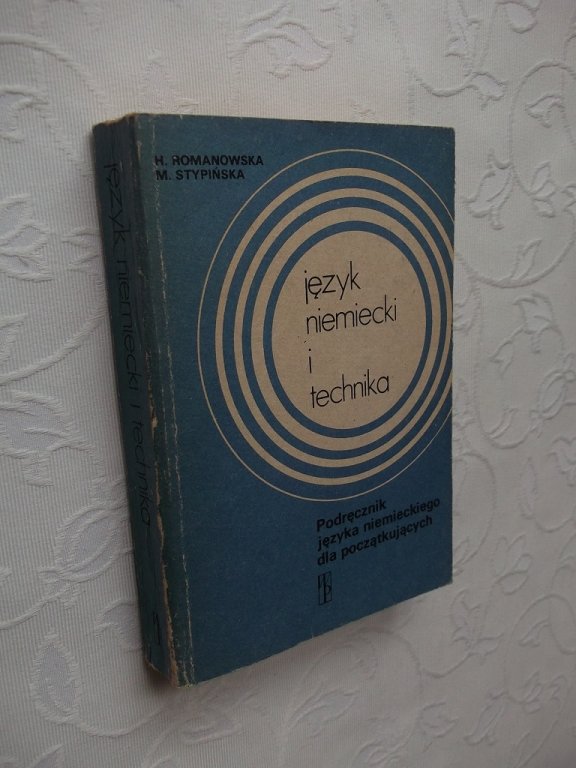 H. ROMANOWSKA
M. STYPIŃSKA
język
niemiecki
i
technika
Podręcznik
języka niemieckiego
dla początkujących
język niemiecki i technika